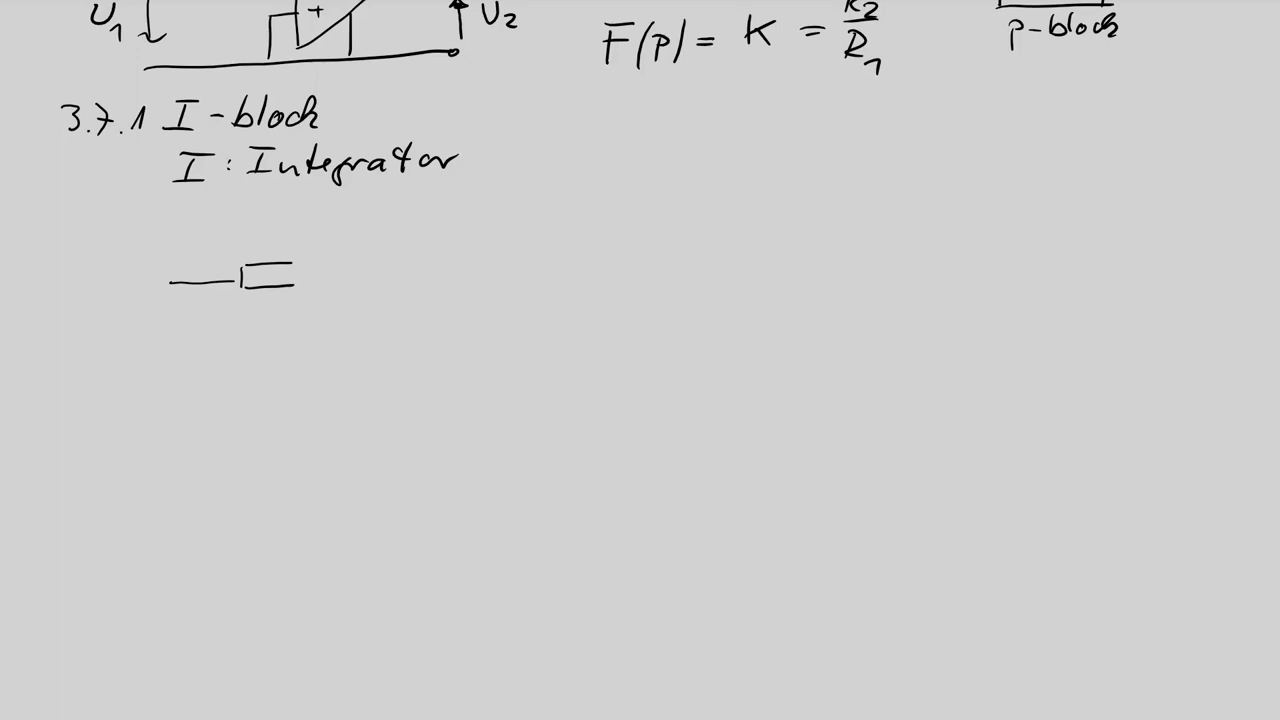 U₁ + U₂
F(p) = K = R₂/R₁
p-block
3.7.1 I-block
I: Integrator